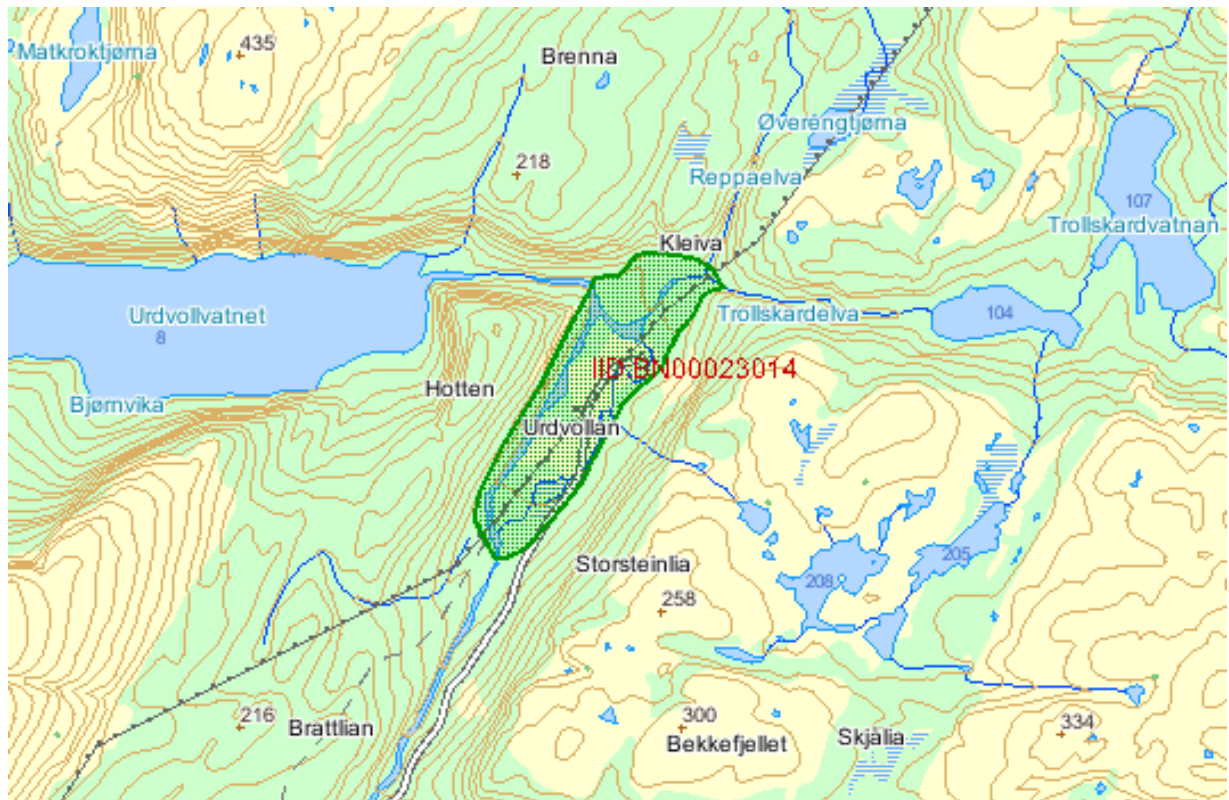 435
Matkroktjørna
Brenna
218
Øverengtjørna
Reppaelva
107
Trollskardvatnan
Kleiva
Urdvollvatnet
8
Trollskardelva
104
IID:BN00023014
Hotten
Bjørnvika
Urdvollan
205
Storsteinlia
208
258
216
Brattlian
300
Bekkefjellet
Skjålia
334